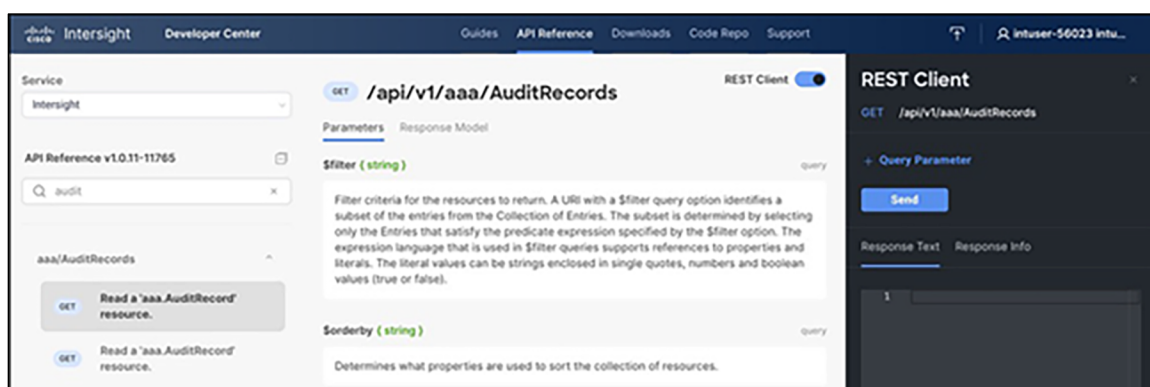 CISCO Intersight Developer Center Guides API Reference Downloads Code Repo Support intuser-56023 intu...
Service
Intersight
API Reference v1.0.11-11765
audit
aaa/AuditRecords
GET Read a 'aaa.AuditRecord'
resource.
GET Read a 'aaa.AuditRecord'
resource.
GET /api/v1/aaa/AuditRecords
REST Client
Parameters Response Model
$filter ( string ) query
Filter criteria for the resources to return. A URI with a $filter query option identifies a
subset of the entries from the Collection of Entries. The subset is determined by selecting
only the Entries that satisfy the predicate expression specified by the $filter option. The
expression language that is used in $filter queries supports references to properties and
literals. The literal values can be strings enclosed in single quotes, numbers and boolean
values (true or false).
$orderby ( string ) query
Determines what properties are used to sort the collection of resources.
REST Client ×
GET /api/v1/aaa/AuditRecords
+ Query Parameter
Send
Response Text Response Info
1